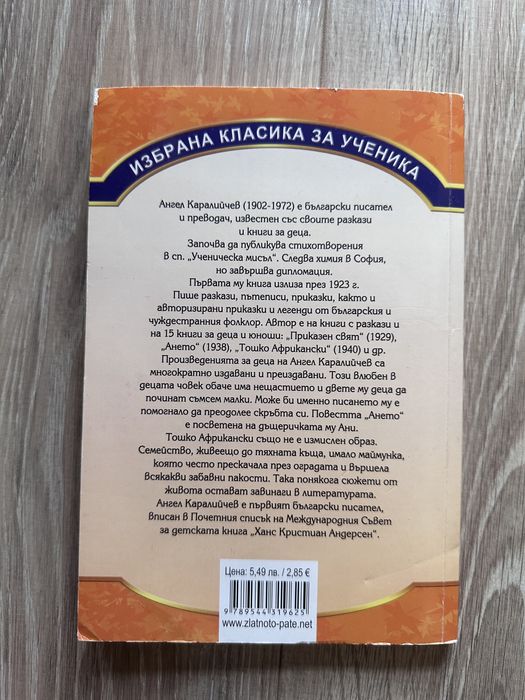 ИЗБРАНА КЛАСИКА ЗА УЧЕНИКА
Ангел Каралийчев (1902-1972) е български писател
и преводач, известен със своите разкази
и книги за деца.
Започва да публикува стихотворения
в сп. „Ученическа мисъл“. Следва химия в София,
но завършва дипломация.
Първата му книга излиза през 1923 г.
Пише разкази, пътеписи, приказки, както и
авторизирани приказки и легенди от българския и
чуждестранния фолклор. Автор е на книги с разкази и
на 15 книги за деца и юноши: „Приказен свят“ (1929),
„Ането“ (1938), „Тошко Африкански“ (1940) и др.
Произведенията за деца на Ангел Каралийчев са
многократно издавани и преиздавани. Този влюбен в
децата човек обаче има нещастието и двете му деца да
починат съмсем малки. Може би именно писането му е
помогнало да преодолее скръбта си. Повестта „Ането“
е посветена на дъщеричката му Ани.
Тошко Африкански също не е измислен образ.
Семейство, живеещо до тяхната къща, имало маймунка,
която често прескачала през оградата и вършела
всякакви забавни пакости. Така понякога сюжети от
живота остават завинаги в литературата.
Ангел Каралийчев е първият български писател,
вписан в Почетния списък на Международния Съвет
за детската книга „Ханс Кристиан Андерсен“.
Цена: 5,49 лв. / 2,85 €
9 789544 319625
www.zlatnoto-pate.net